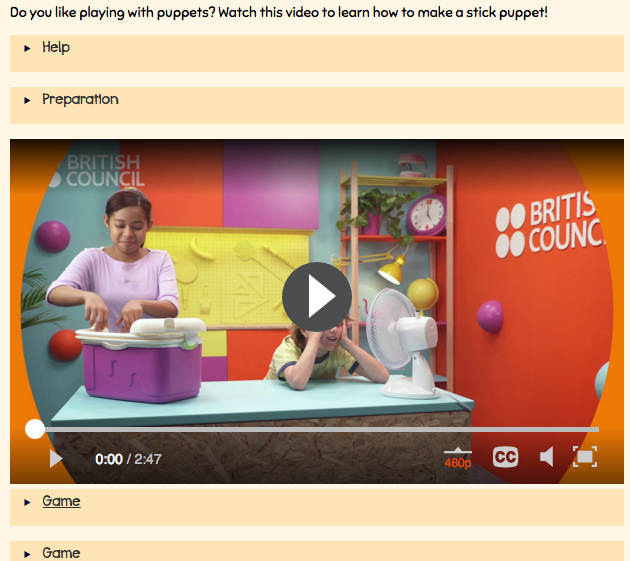 Do you like playing with puppets? Watch this video to learn how to make a stick puppet!
Help
Preparation
BRITISH
COUNCIL
BRITIS
COUNC
0:00 / 2:47
480p
CC
Game
Game